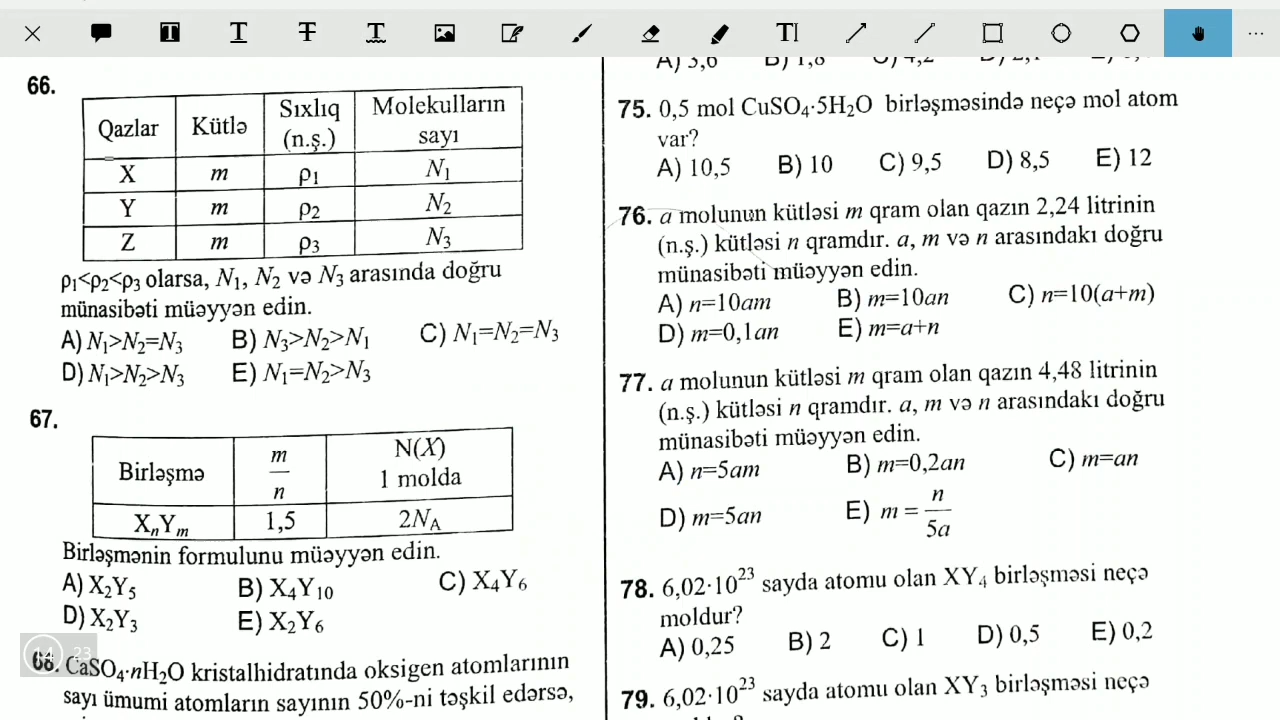 66.
Qazlar Kütlə Sıxlıq (n.ş.) Molekulların sayı
X m ρ1 N1
Y m ρ2 N2
Z m ρ3 N3
ρ1<ρ2<ρ3 olarsa, N1, N2 və N3 arasında doğru
münasibəti müəyyən edin.
A) N1>N2=N3 B) N3>N2>N1 C) N1=N2=N3
D) N1>N2>N3 E) N1=N2>N3
67.
Birləşmə m/n N(X) 1 molda
XnYm 1,5 2NA
Birləşmənin formulunu müəyyən edin.
A) X2Y5 B) X4Y10 C) X4Y6
D) X2Y3 E) X2Y6
68. CaSO4·nH2O kristalhidratında oksigen atomlarının
sayı ümumi atomların sayının 50%-ni təşkil edərsə,
14 23
75. 0,5 mol CuSO4·5H2O birləşməsində neçə mol atom
var?
A) 10,5 B) 10 C) 9,5 D) 8,5 E) 12
76. a molunun kütləsi m qram olan qazın 2,24 litrinin
(n.ş.) kütləsi n qramdır. a, m və n arasındakı doğru
münasibəti müəyyən edin.
A) n=10am B) m=10an C) n=10(a+m)
D) m=0,1an E) m=a+n
77. a molunun kütləsi m qram olan qazın 4,48 litrinin
(n.ş.) kütləsi n qramdır. a, m və n arasındakı doğru
münasibəti müəyyən edin.
A) n=5am B) m=0,2an C) m=an
D) m=5an E) m = n/5a
78. 6,02·10²³ sayda atomu olan XY4 birləşməsi neçə
moldur?
A) 0,25 B) 2 C) 1 D) 0,5 E) 0,2
79. 6,02·10²³ sayda atomu olan XY3 birləşməsi neçə